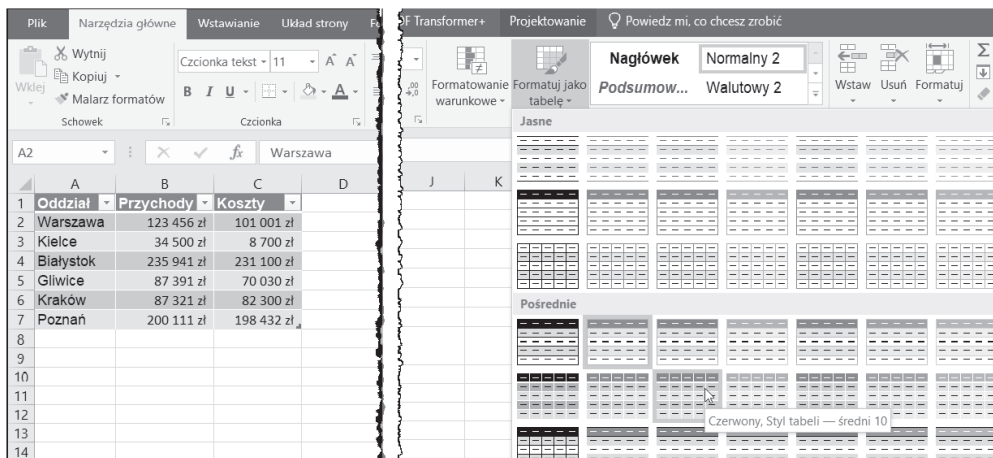 Plik Narzędzia główne Wstawianie Układ strony DF Transformer+ Projektowanie Powiedz mi, co chcesz zrobić
Wklej
Wytnij
Kopiuj
Malarz formatów
Schowek
Czcionka tekst 11 A A
B I U A
Czcionka
Formatowanie warunkowe
Formatuj jako tabelę
Nagłówek Normalny 2
Podsumow... Walutowy 2
Wstaw Usuń Formatuj
A2 fx Warszawa
A B C D J K
1 Oddział Przychody Koszty
2 Warszawa 123 456 zł 101 001 zł
3 Kielce 34 500 zł 8 700 zł
4 Białystok 235 941 zł 231 100 zł
5 Gliwice 87 391 zł 70 030 zł
6 Kraków 87 321 zł 82 300 zł
7 Poznań 200 111 zł 198 432 zł
8
9
10
11
12
13
14
Jasne
Pośrednie
Czerwony, Styl tabeli — średni 10